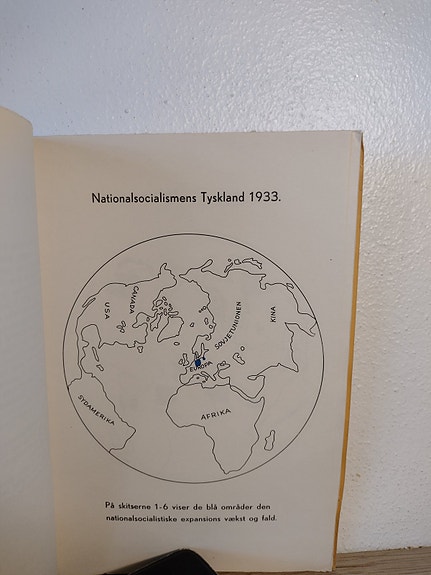 Nationalsocialismens Tyskland 1933.
CANADA
USA
SOVJETUNIONEN
KINA
EUROPA
SYDAMERIKA
AFRIKA
På skitserne 1-6 viser de blå områder den
nationalsocialistiske expansions vækst og fald.